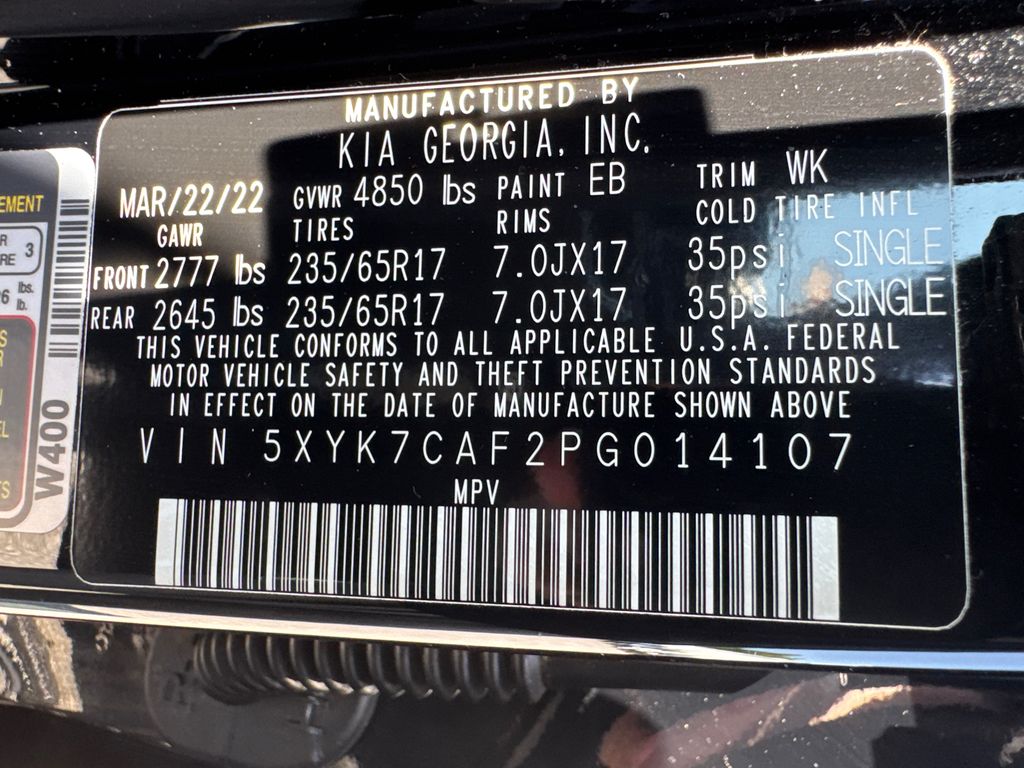 MANUFACTURED BY
KIA GEORGIA, INC.
MAR/22/22 GVWR 4850 lbs PAINT EB TRIM WK
GAWR TIRES RIMS COLD TIRE INFL
FRONT 2777 lbs 235/65R17 7.0JX17 35psi SINGLE
REAR 2645 lbs 235/65R17 7.0JX17 35psi SINGLE
THIS VEHICLE CONFORMS TO ALL APPLICABLE U.S.A. FEDERAL
MOTOR VEHICLE SAFETY AND THEFT PREVENTION STANDARDS
IN EFFECT ON THE DATE OF MANUFACTURE SHOWN ABOVE
VIN 5XYK7CAF2PG014107
MPV
3
lbs.
lb.
W400